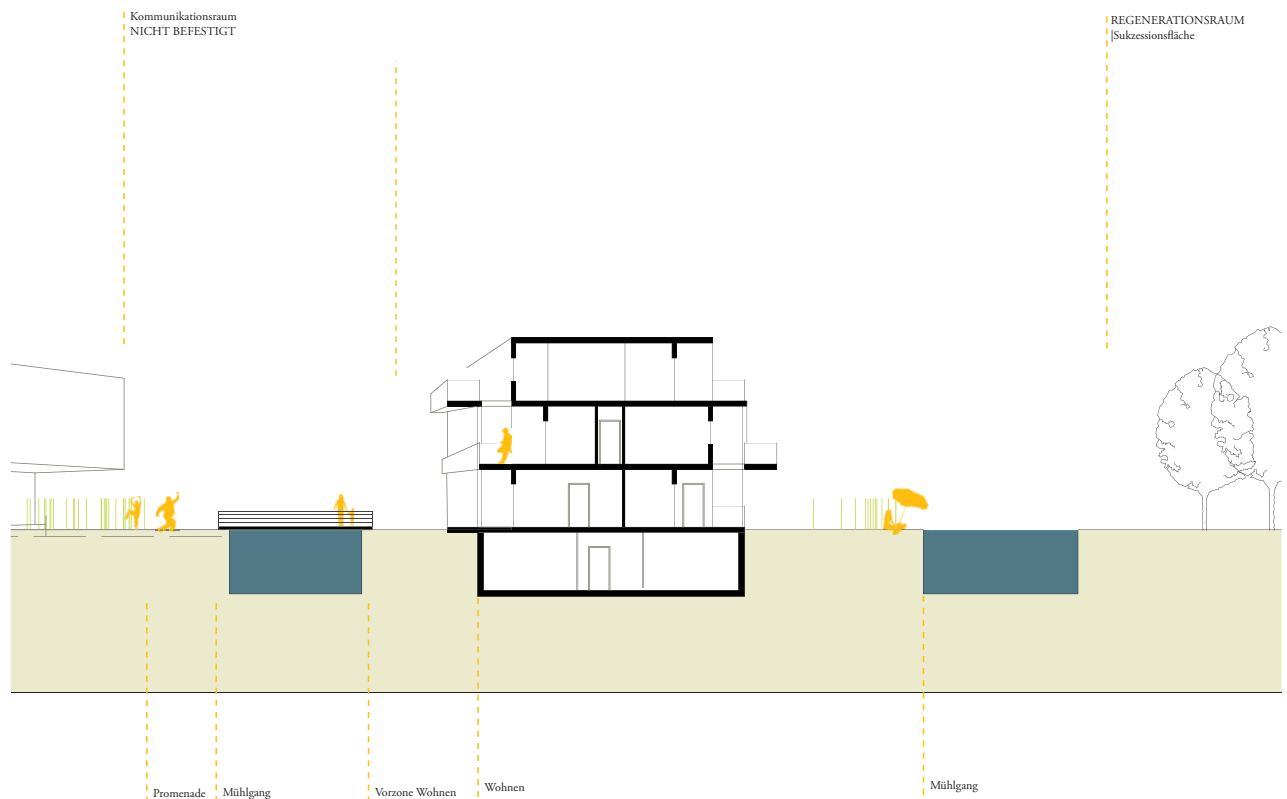 Kommunikationsraum
NICHT BEFESTIGT
REGENERATIONSRAUM
|Sukzessionsfläche
Promenade
Mühlgang
Vorzone Wohnen
Wohnen
Mühlgang